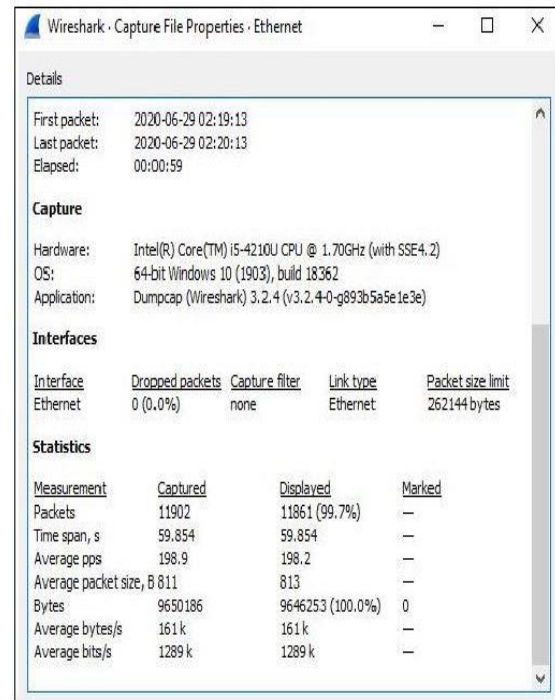 Wireshark · Capture File Properties · Ethernet
Details
First packet: 2020-06-29 02:19:13
Last packet: 2020-06-29 02:20:13
Elapsed: 00:00:59
Capture
Hardware: Intel(R) Core(TM) i5-4210U CPU @ 1.70GHz (with SSE4.2)
OS: 64-bit Windows 10 (1903), build 18362
Application: Dumpcap (Wireshark) 3.2.4 (v3.2.4-0-g893b5a5e1e3e)
Interfaces
Interface Dropped packets Capture filter Link type Packet size limit
Ethernet 0 (0.0%) none Ethernet 262144 bytes
Statistics
Measurement Captured Displayed Marked
Packets 11902 11861 (99.7%) —
Time span, s 59.854 59.854 —
Average pps 198.9 198.2 —
Average packet size, B 811 813 —
Bytes 9650186 9646253 (100.0%) 0
Average bytes/s 161 k 161 k —
Average bits/s 1289 k 1289 k —